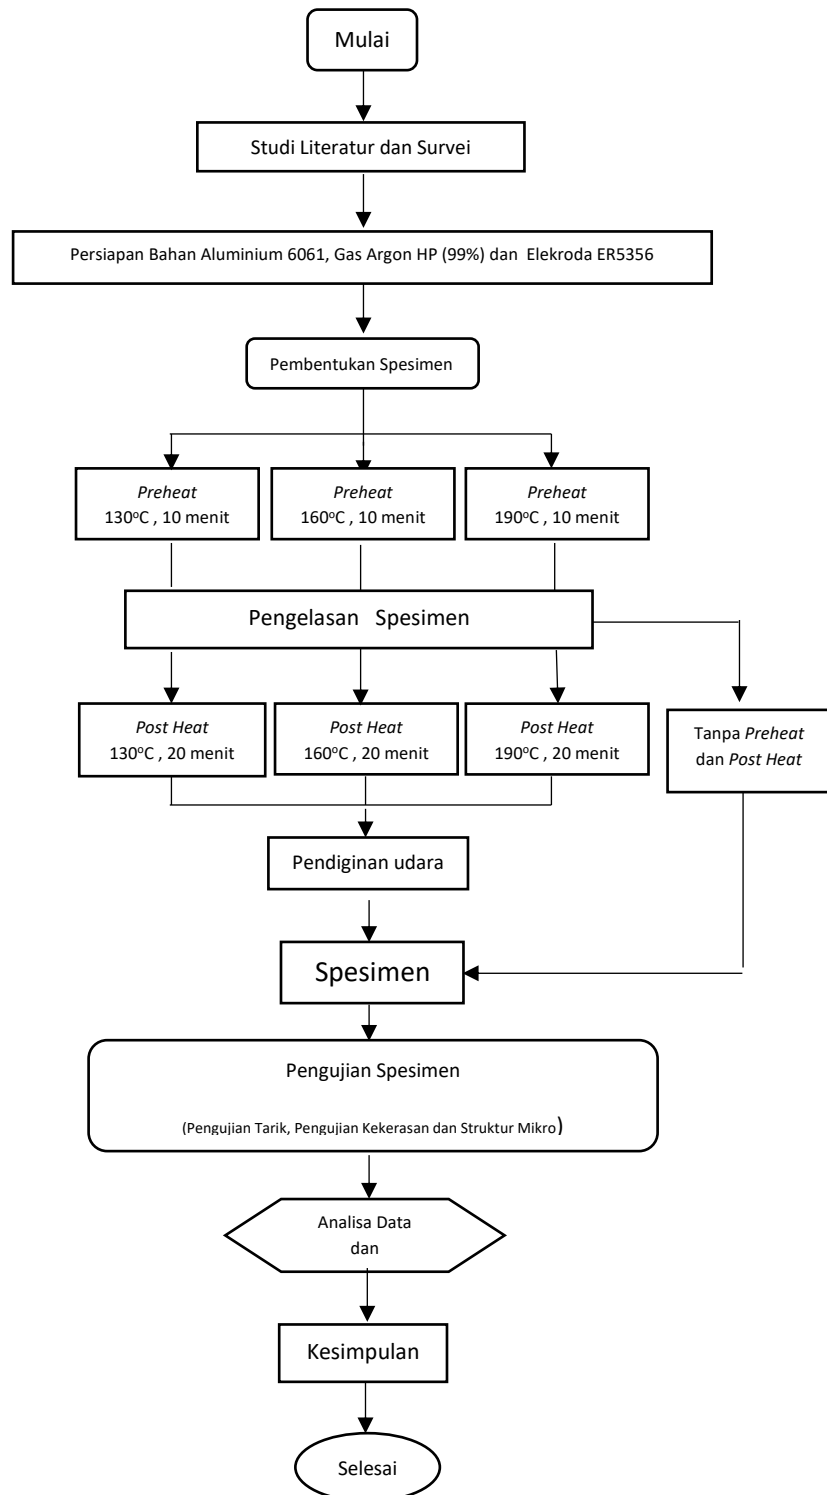 Mulai
Studi Literatur dan Survei
Persiapan Bahan Aluminium 6061, Gas Argon HP (99%) dan Elekroda ER5356
Pembentukan Spesimen
Preheat
130°C , 10 menit
Preheat
160°C , 10 menit
Preheat
190°C , 10 menit
Pengelasan Spesimen
Post Heat
130°C , 20 menit
Post Heat
160°C , 20 menit
Post Heat
190°C , 20 menit
Tanpa Preheat
dan Post Heat
Pendiginan udara
Spesimen
Pengujian Spesimen
(Pengujian Tarik, Pengujian Kekerasan dan Struktur Mikro)
Analisa Data
dan
Kesimpulan
Selesai